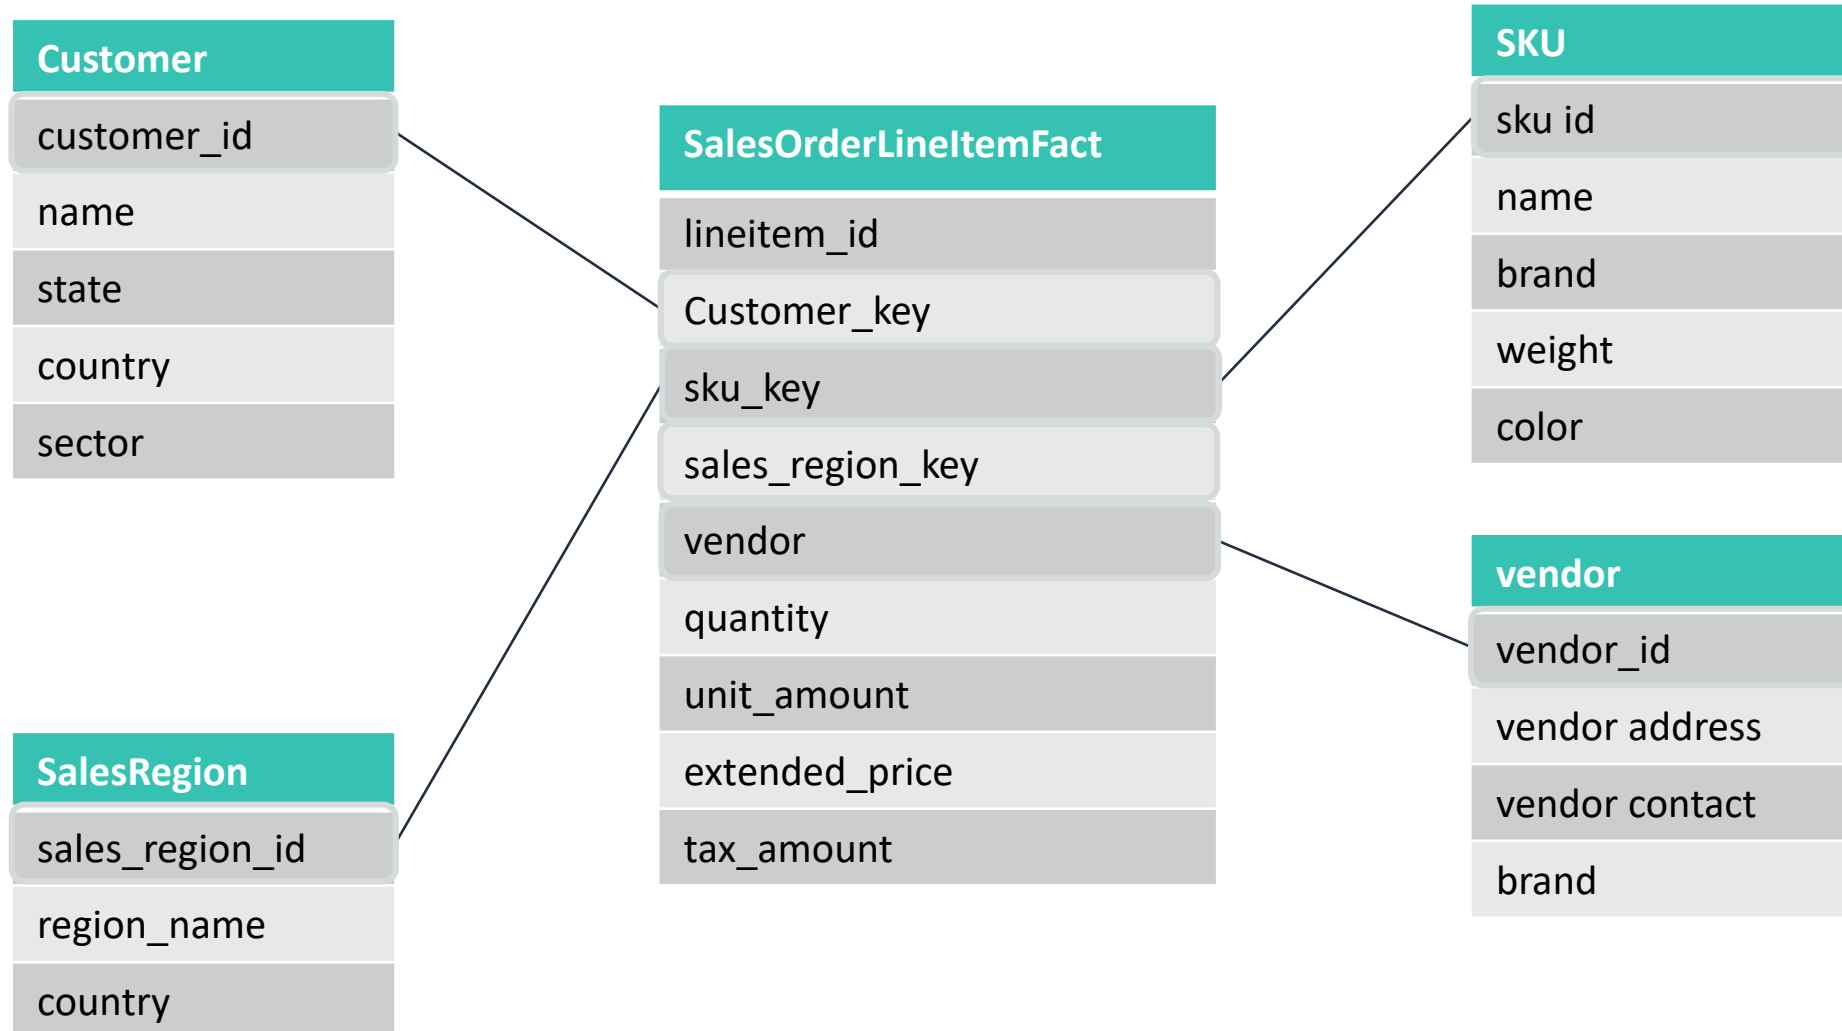 Customer
customer_id
name
state
country
sector
SalesRegion
sales_region_id
region_name
country
SalesOrderLineItemFact
lineitem_id
Customer_key
sku_key
sales_region_key
vendor
quantity
unit_amount
extended_price
tax_amount
SKU
sku id
name
brand
weight
color
vendor
vendor_id
vendor address
vendor contact
brand